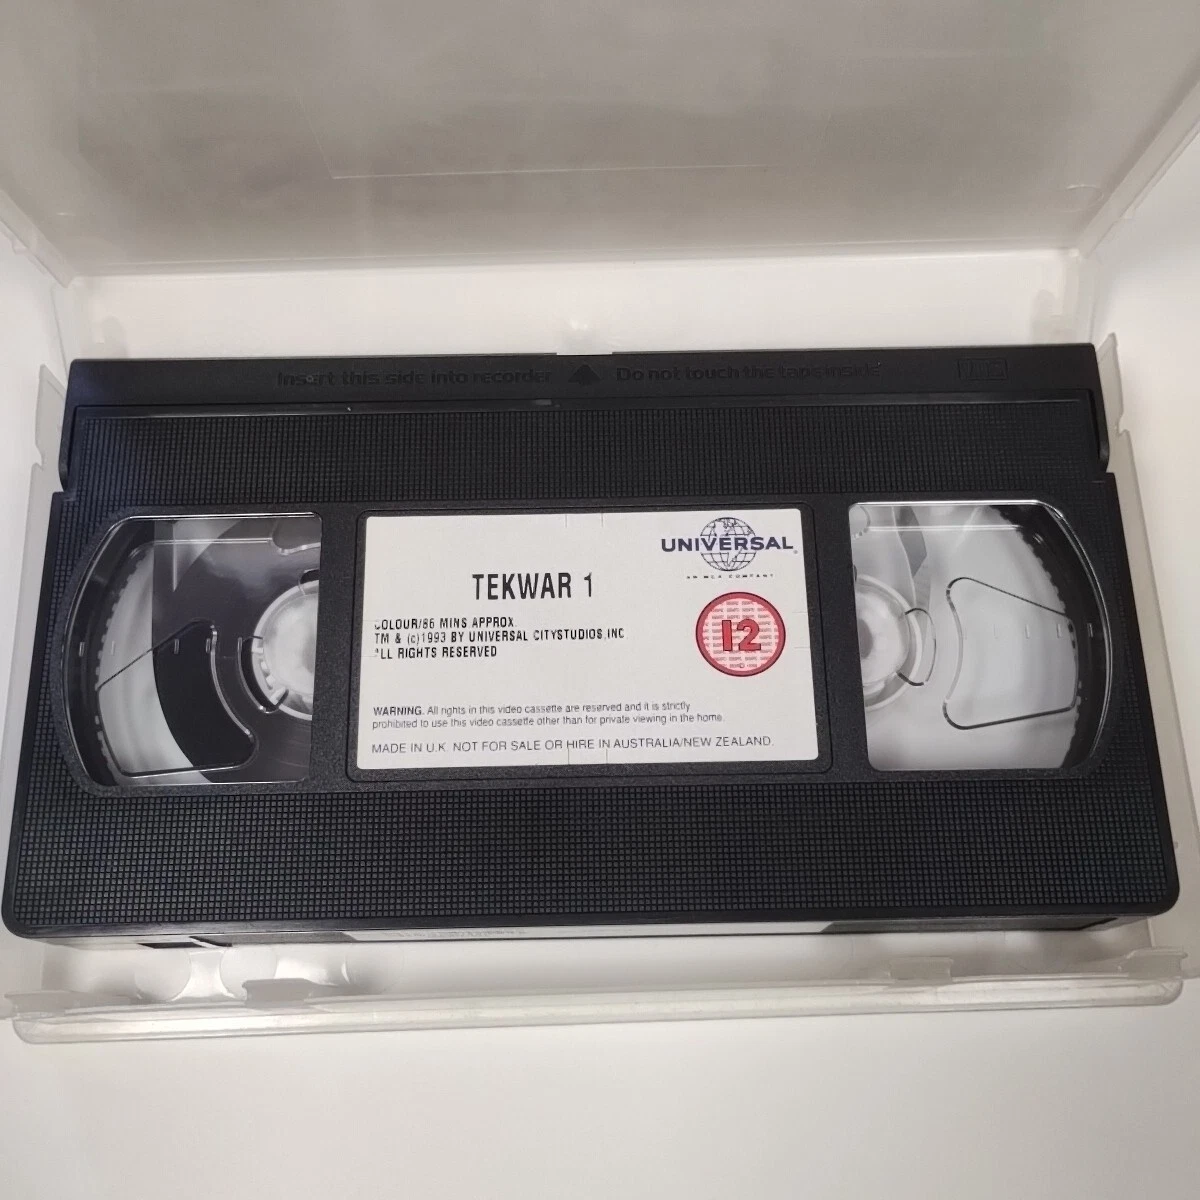 Insert this side into recorder Do not touch the tape inside VHS
UNIVERSAL
AN MCA COMPANY
TEKWAR 1
COLOUR/86 MINS APPROX.
TM & (c)1993 BY UNIVERSAL CITYSTUDIOS,INC
ALL RIGHTS RESERVED
12
WARNING. All rights in this video cassette are reserved and it is strictly
prohibited to use this video cassette other than for private viewing in the home.
MADE IN U.K. NOT FOR SALE OR HIRE IN AUSTRALIA/NEW ZEALAND.